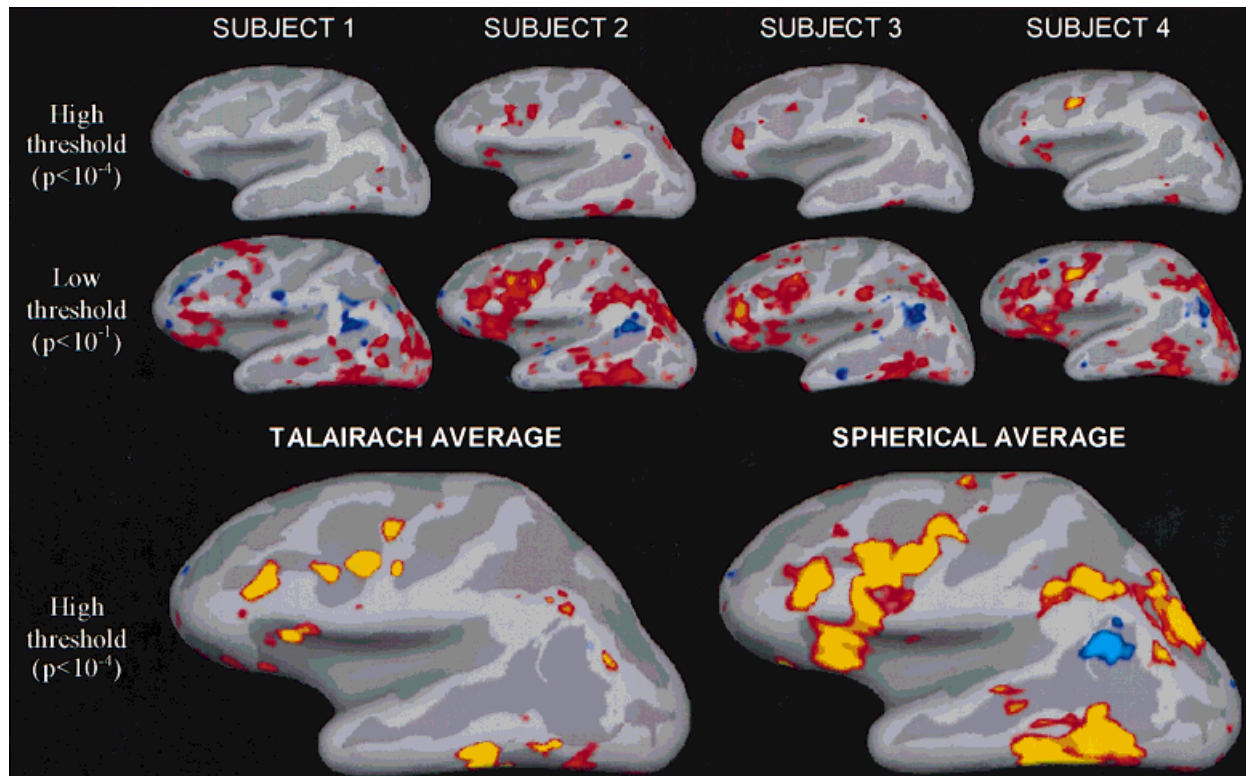 SUBJECT 1 SUBJECT 2 SUBJECT 3 SUBJECT 4
High
threshold
(p<10⁻⁴)
Low
threshold
(p<10⁻¹)
TALAIRACH AVERAGE SPHERICAL AVERAGE
High
threshold
(p<10⁻⁴)